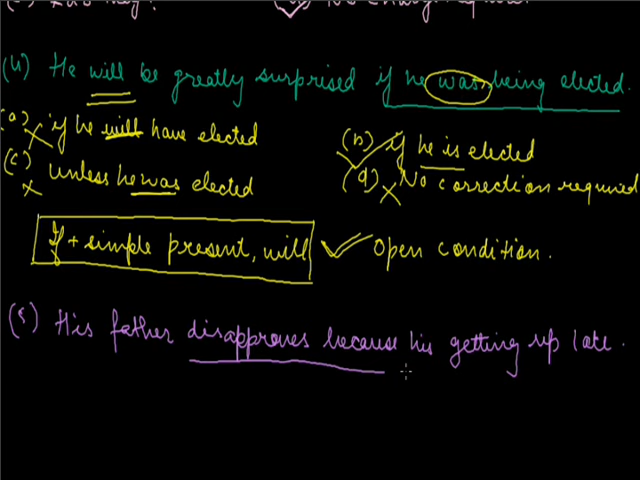 (4) He will be greatly surprised if he was being elected.
(a) if he will have elected
(b) if he is elected
(c) unless he was elected
(d) No correction required
If + simple present, will Open condition.
(5) His father disapproves because his getting up late.